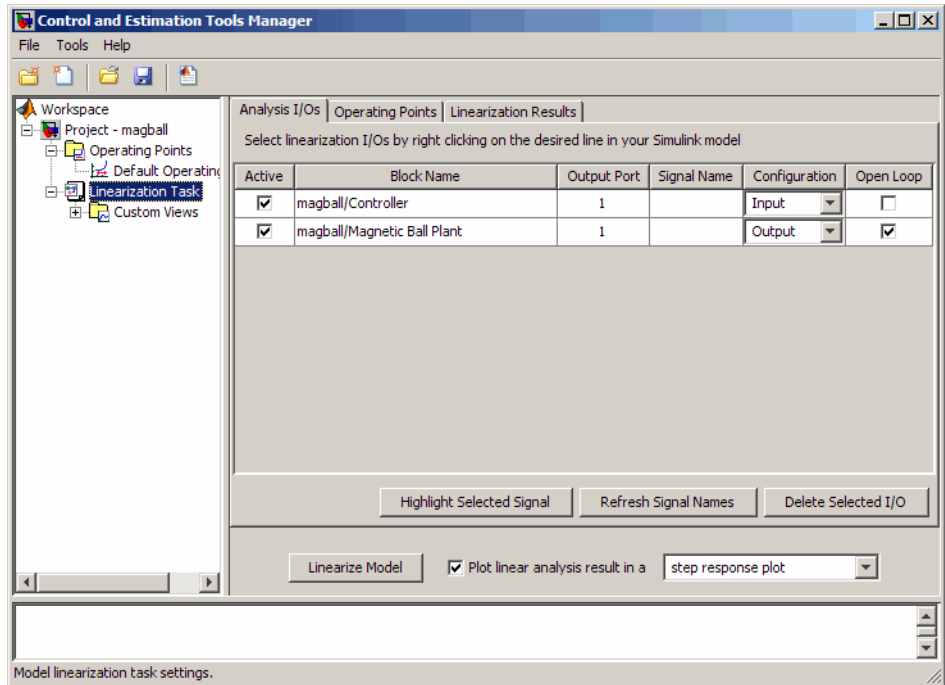 Control and Estimation Tools Manager
File Tools Help
Workspace
Project - magball
Operating Points
Default Operating
Linearization Task
Custom Views
Analysis I/Os Operating Points Linearization Results
Select linearization I/Os by right clicking on the desired line in your Simulink model
Active Block Name Output Port Signal Name Configuration Open Loop
magball/Controller 1 Input
magball/Magnetic Ball Plant 1 Output
Highlight Selected Signal Refresh Signal Names Delete Selected I/O
Linearize Model Plot linear analysis result in a step response plot
Model linearization task settings.